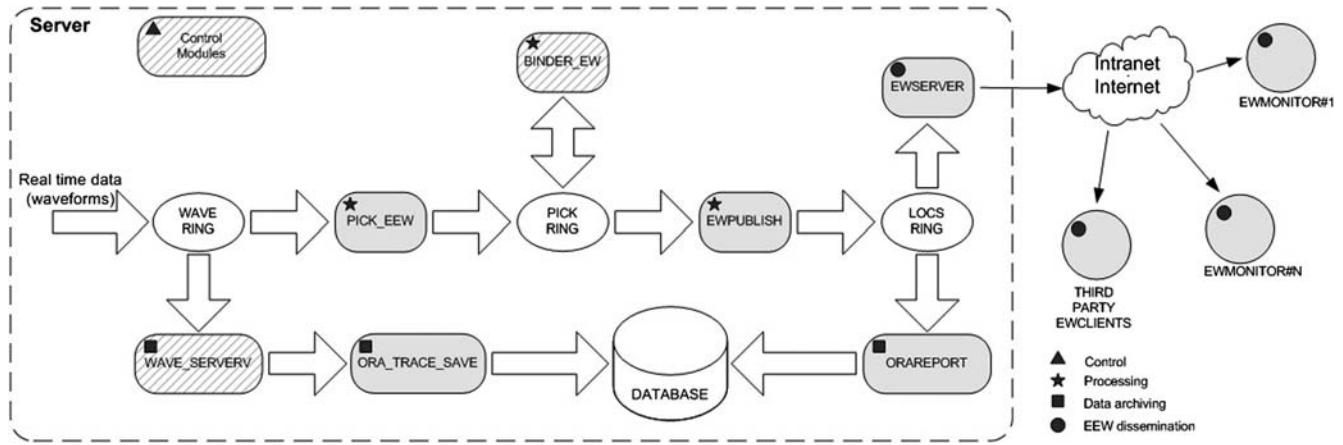 Server
Control
Modules
BINDER_EW
EWSERVER
Intranet
Internet
EWMONITOR#1
Real time data
(waveforms)
WAVE
RING
PICK_EEW
PICK
RING
EWPUBLISH
LOCS
RING
EWMONITOR#N
THIRD
PARTY
EWCLIENTS
WAVE_SERVERV
ORA_TRACE_SAVE
DATABASE
ORAREPORT
Control
Processing
Data archiving
EEW dissemination